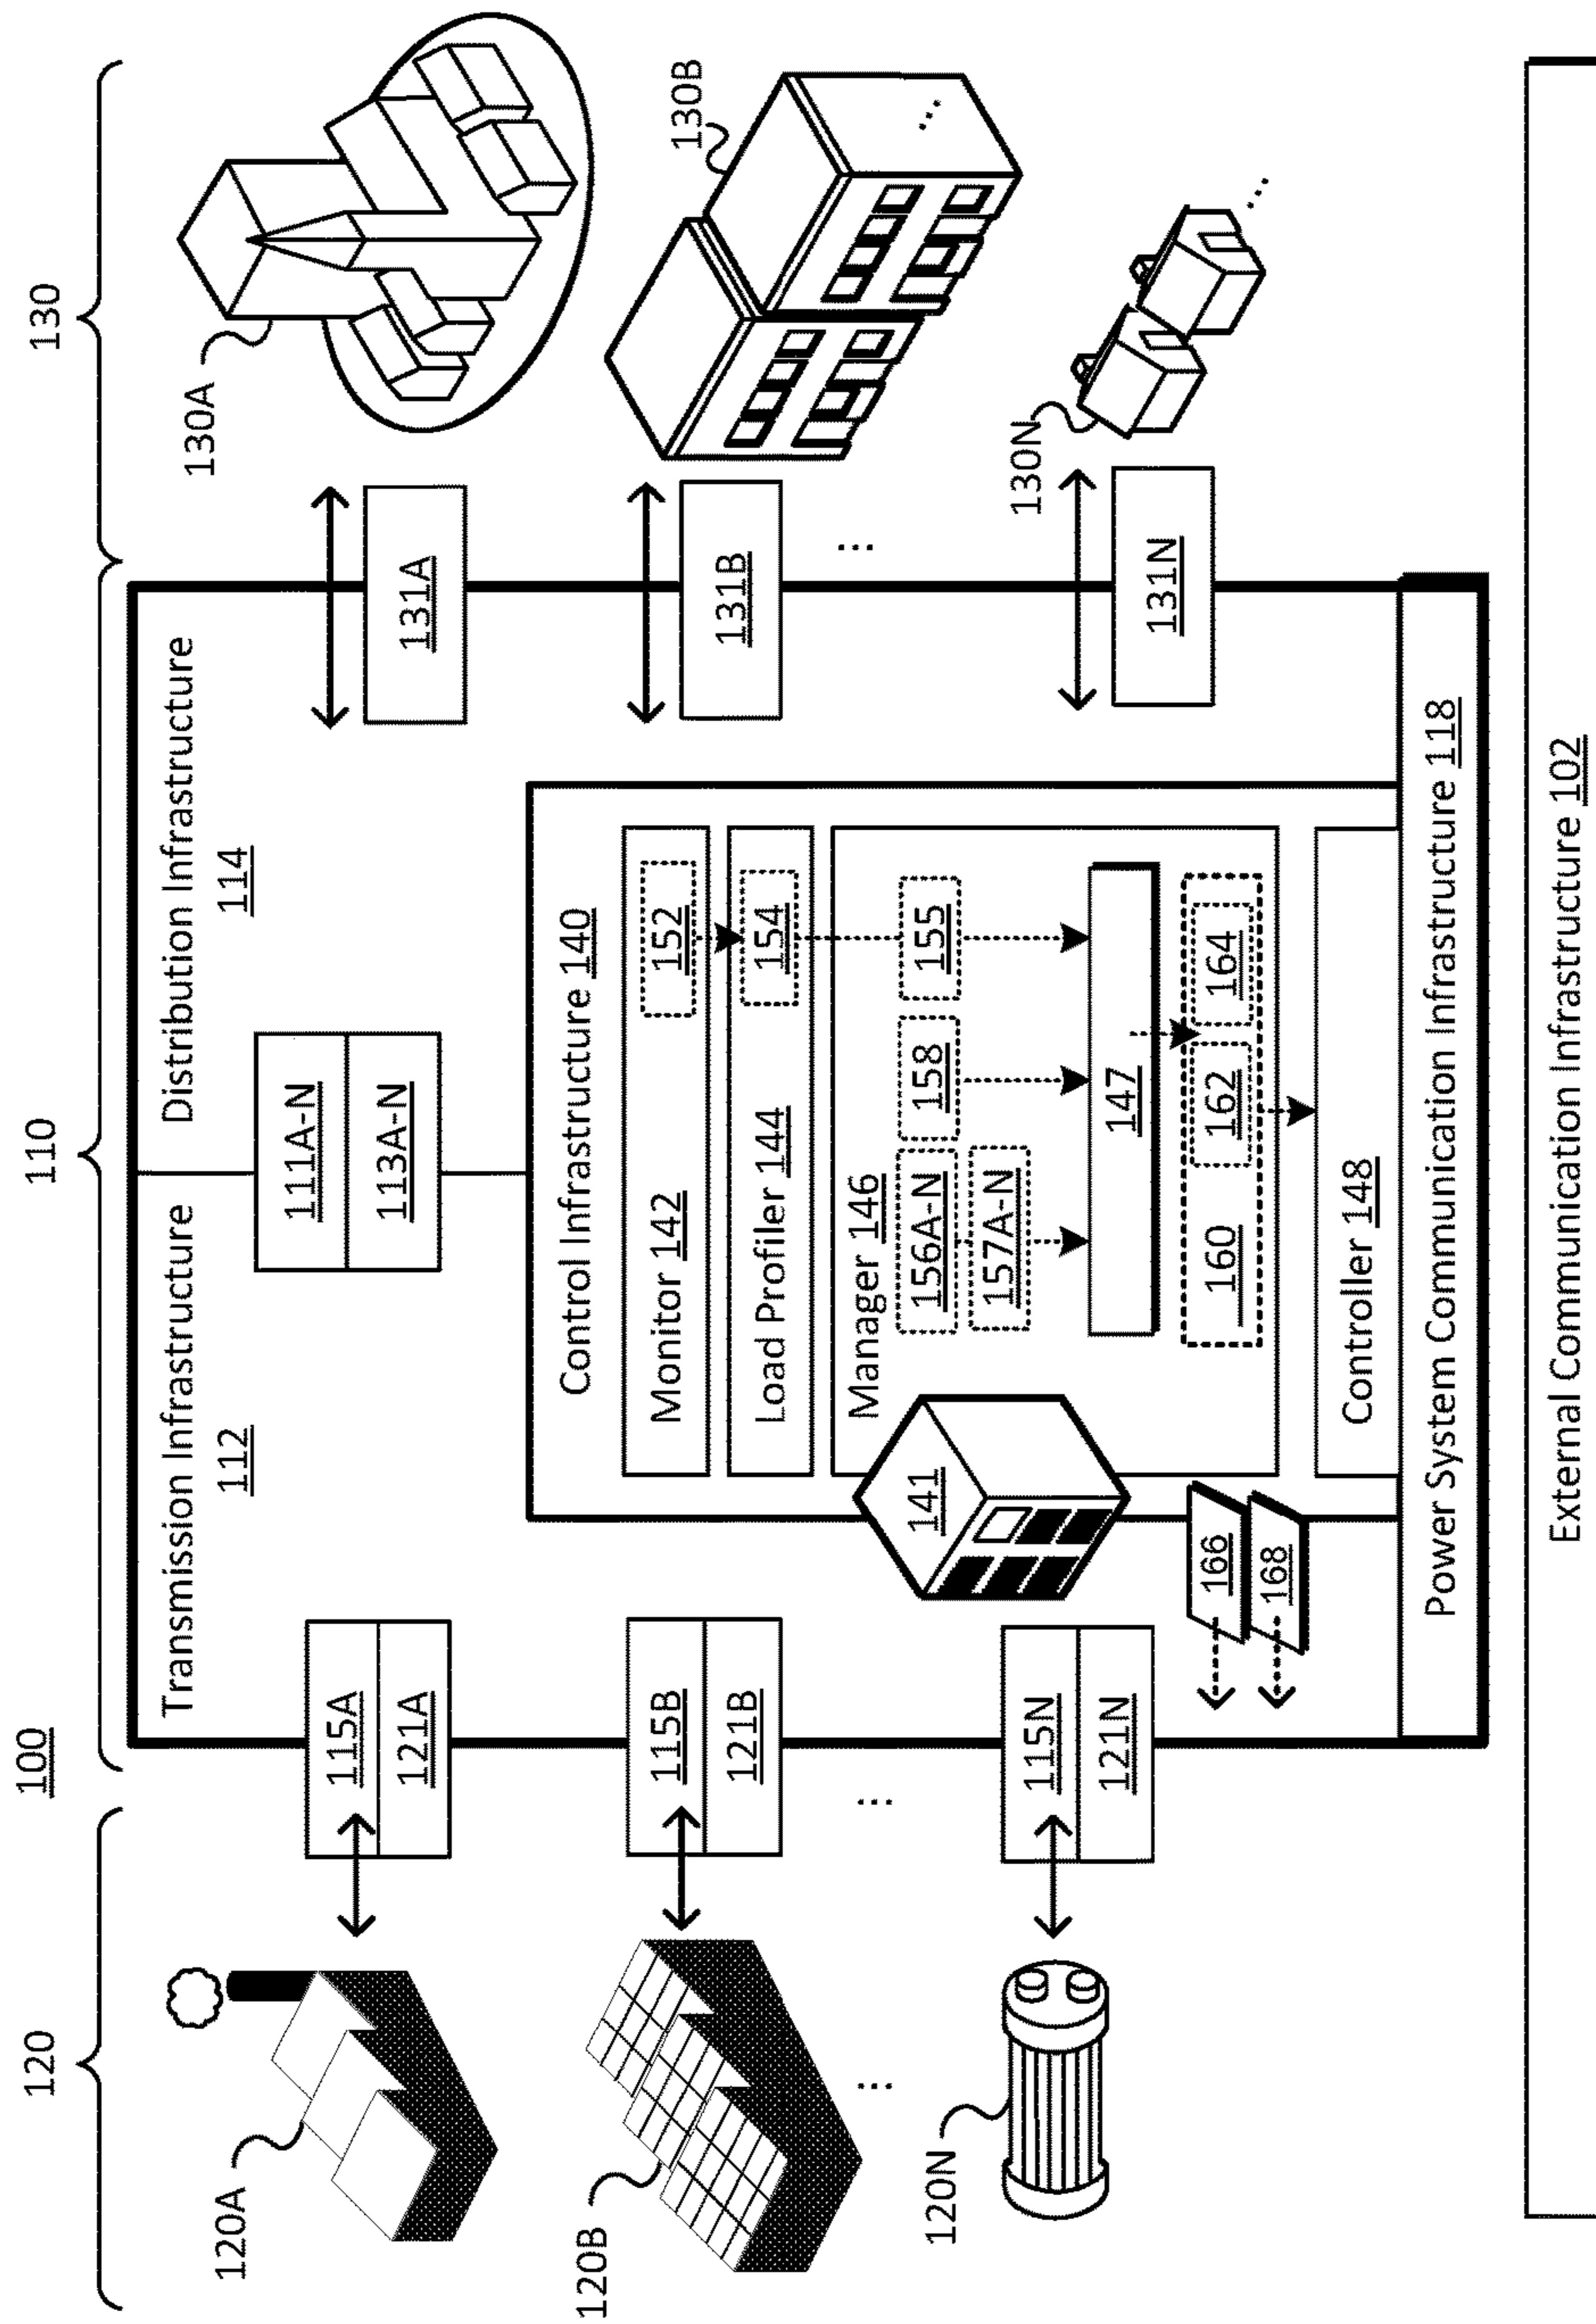 100
120
110
130
120A
120B
...
120N
Transmission Infrastructure
112
Distribution Infrastructure
114
115A
121A
115B
121B
...
115N
121N
111A-N
113A-N
131A
131B
...
131N
130A
130B
...
130N
...
Control Infrastructure 140
Monitor 142
152
Load Profiler 144
154
Manager 146
156A-N
158
155
157A-N
147
160
162
164
141
Controller 148
166
168
Power System Communication Infrastructure 118
External Communication Infrastructure 102